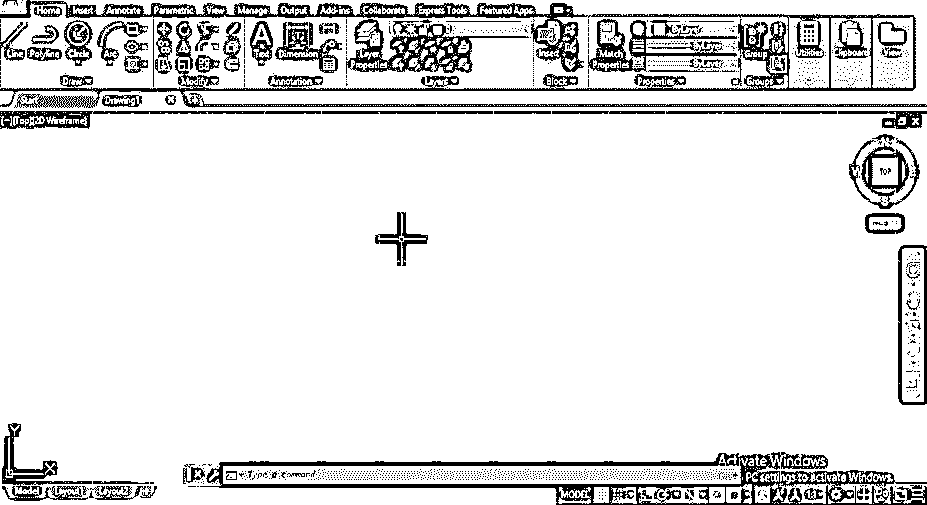 Home Insert Annotate Parametric View Manage Output Add-ins Collaborate Express Tools Featured Apps
Line Polyline Circle Arc Text Dimension Layer Properties Insert Match Properties Group Utilities Clipboard View
Draw Modify Annotation Layers Block Properties Groups
ByLayer
ByLayer
ByLayer
Start Drawing1
[−][Top][2D Wireframe]
TOP
Y
X
Type a command
Activate Windows
PC settings to activate Windows.
Model Layout1 Layout2
MODEL